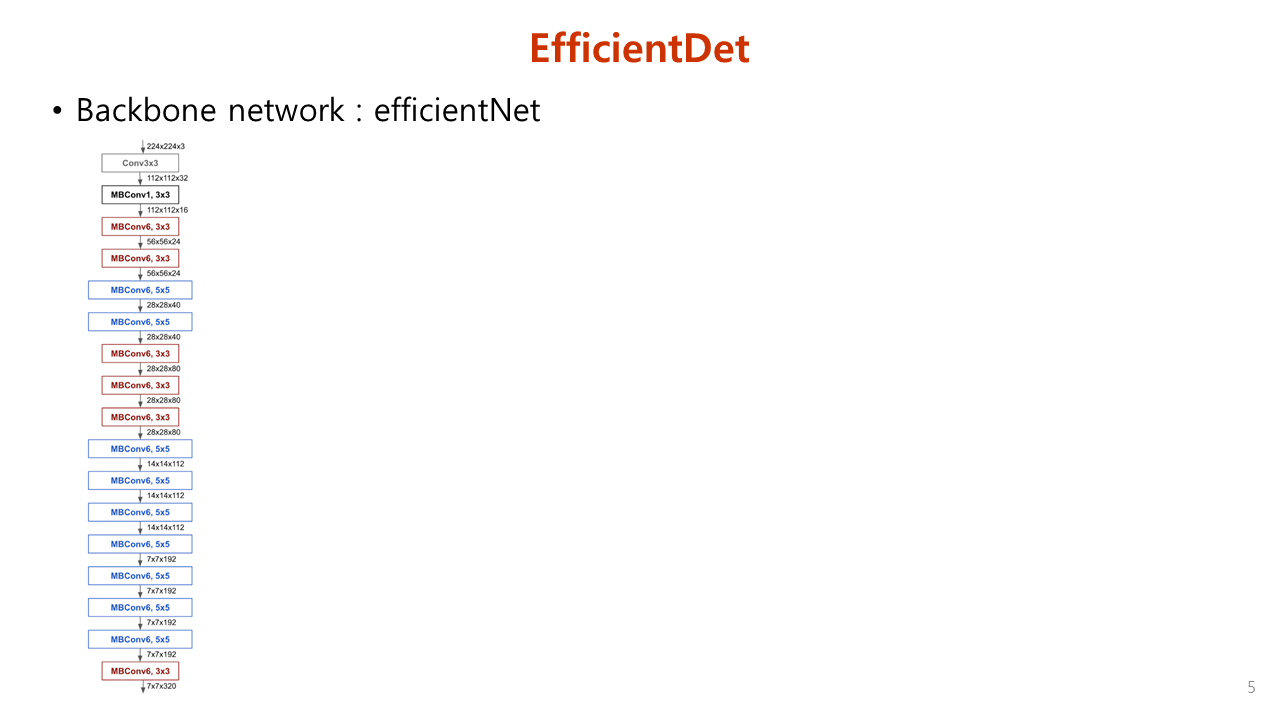 EfficientDet
• Backbone network : efficientNet
224x224x3
Conv3x3
112x112x32
MBConv1, 3x3
112x112x16
MBConv6, 3x3
56x56x24
MBConv6, 3x3
56x56x24
MBConv6, 5x5
28x28x40
MBConv6, 5x5
28x28x40
MBConv6, 3x3
28x28x80
MBConv6, 3x3
28x28x80
MBConv6, 3x3
28x28x80
MBConv6, 5x5
14x14x112
MBConv6, 5x5
14x14x112
MBConv6, 5x5
14x14x112
MBConv6, 5x5
7x7x192
MBConv6, 5x5
7x7x192
MBConv6, 5x5
7x7x192
MBConv6, 5x5
7x7x192
MBConv6, 3x3
7x7x320
5